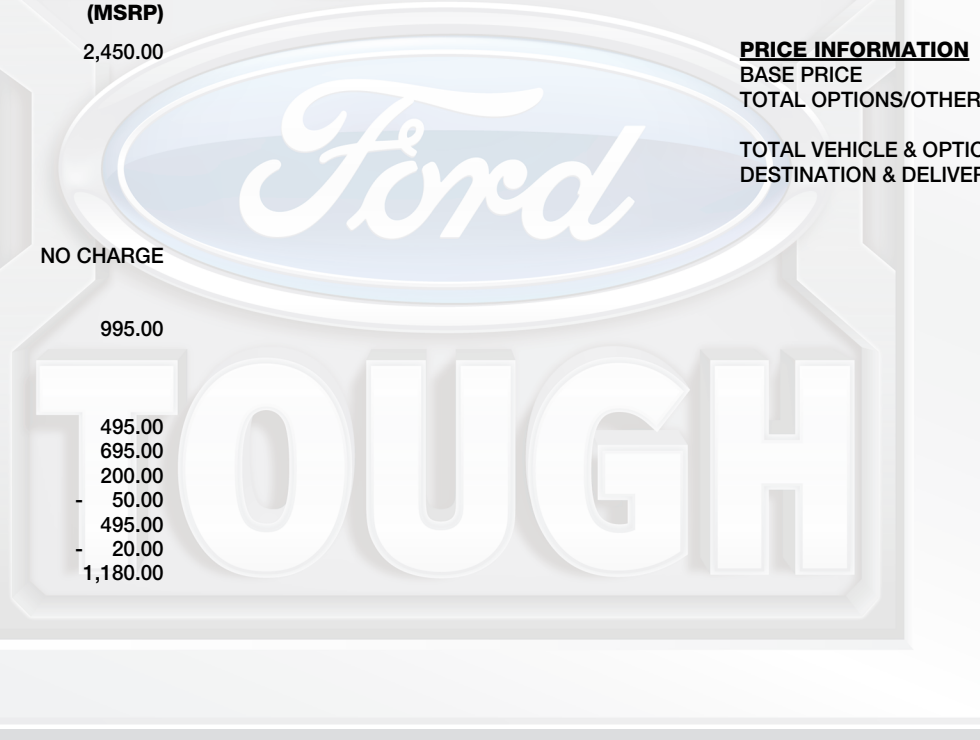 (MSRP)
2,450.00
NO CHARGE
995.00
495.00
695.00
200.00
- 50.00
495.00
- 20.00
1,180.00
PRICE INFORMATION
BASE PRICE
TOTAL OPTIONS/OTHER
TOTAL VEHICLE & OPTIO
DESTINATION & DELIVER
Ford
TOUGH